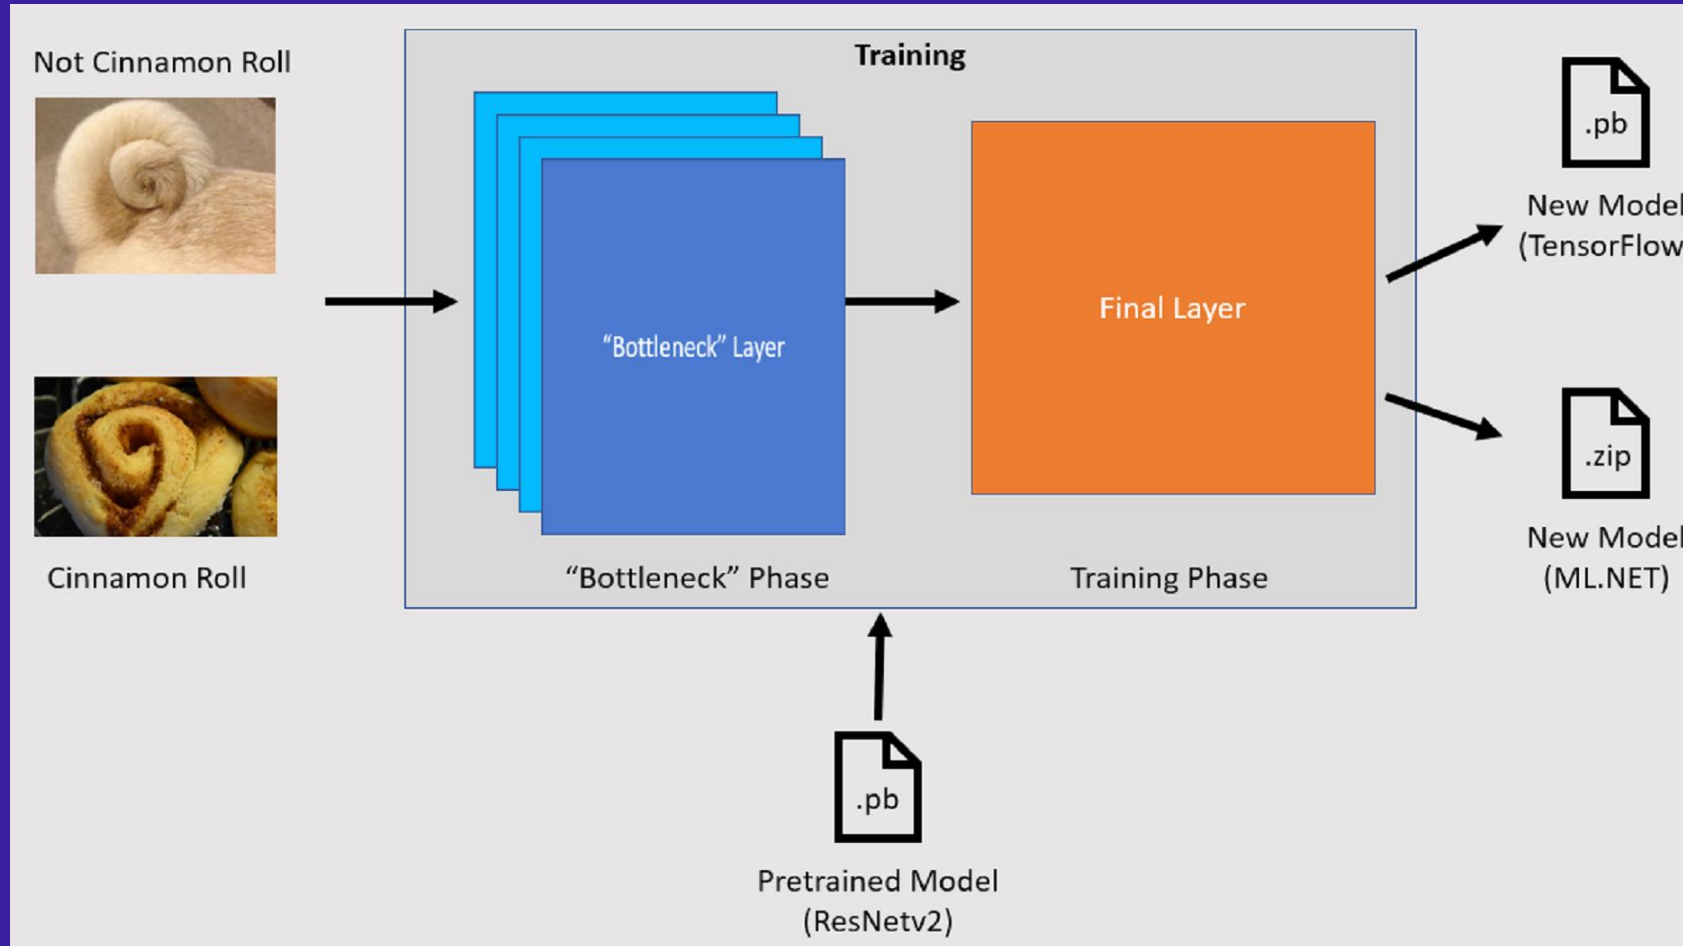 Not Cinnamon Roll
Training
.pb
New Model
(TensorFlow
"Bottleneck" Layer
Final Layer
.zip
New Model
(ML.NET)
Cinnamon Roll
“Bottleneck” Phase
Training Phase
.pb
Pretrained Model
(ResNetv2)